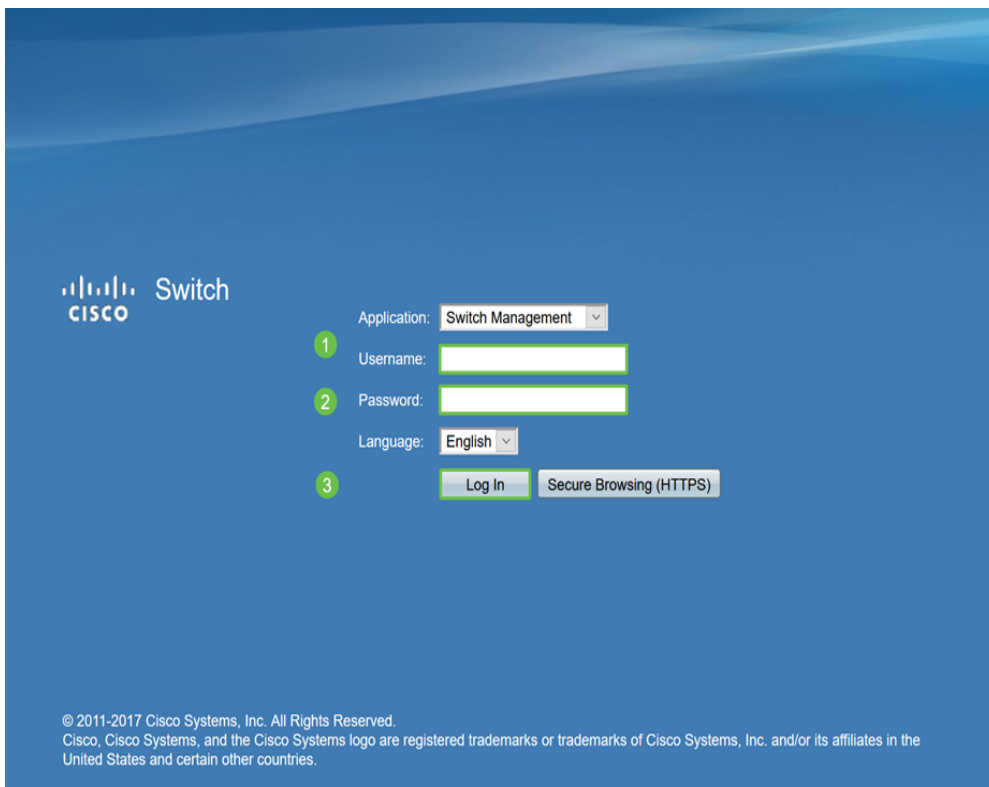 Switch
CISCO
Application: Switch Management
1
Username:
2 Password:
Language: English
3 Log In Secure Browsing (HTTPS)
© 2011-2017 Cisco Systems, Inc. All Rights Reserved.
Cisco, Cisco Systems, and the Cisco Systems logo are registered trademarks or trademarks of Cisco Systems, Inc. and/or its affiliates in the
United States and certain other countries.